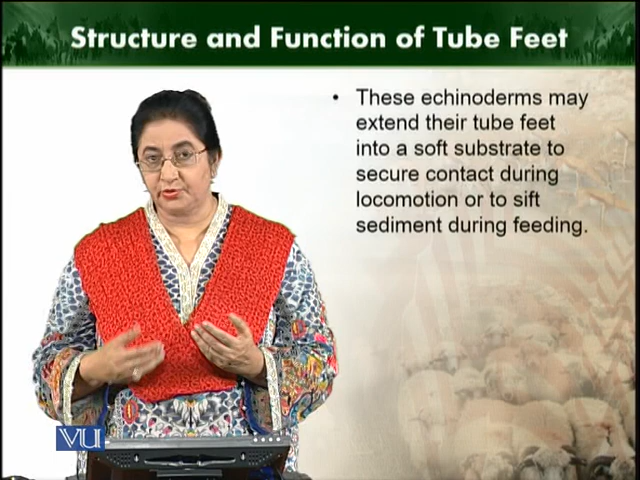 Structure and Function of Tube Feet
• These echinoderms may
extend their tube feet
into a soft substrate to
secure contact during
locomotion or to sift
sediment during feeding.
VU